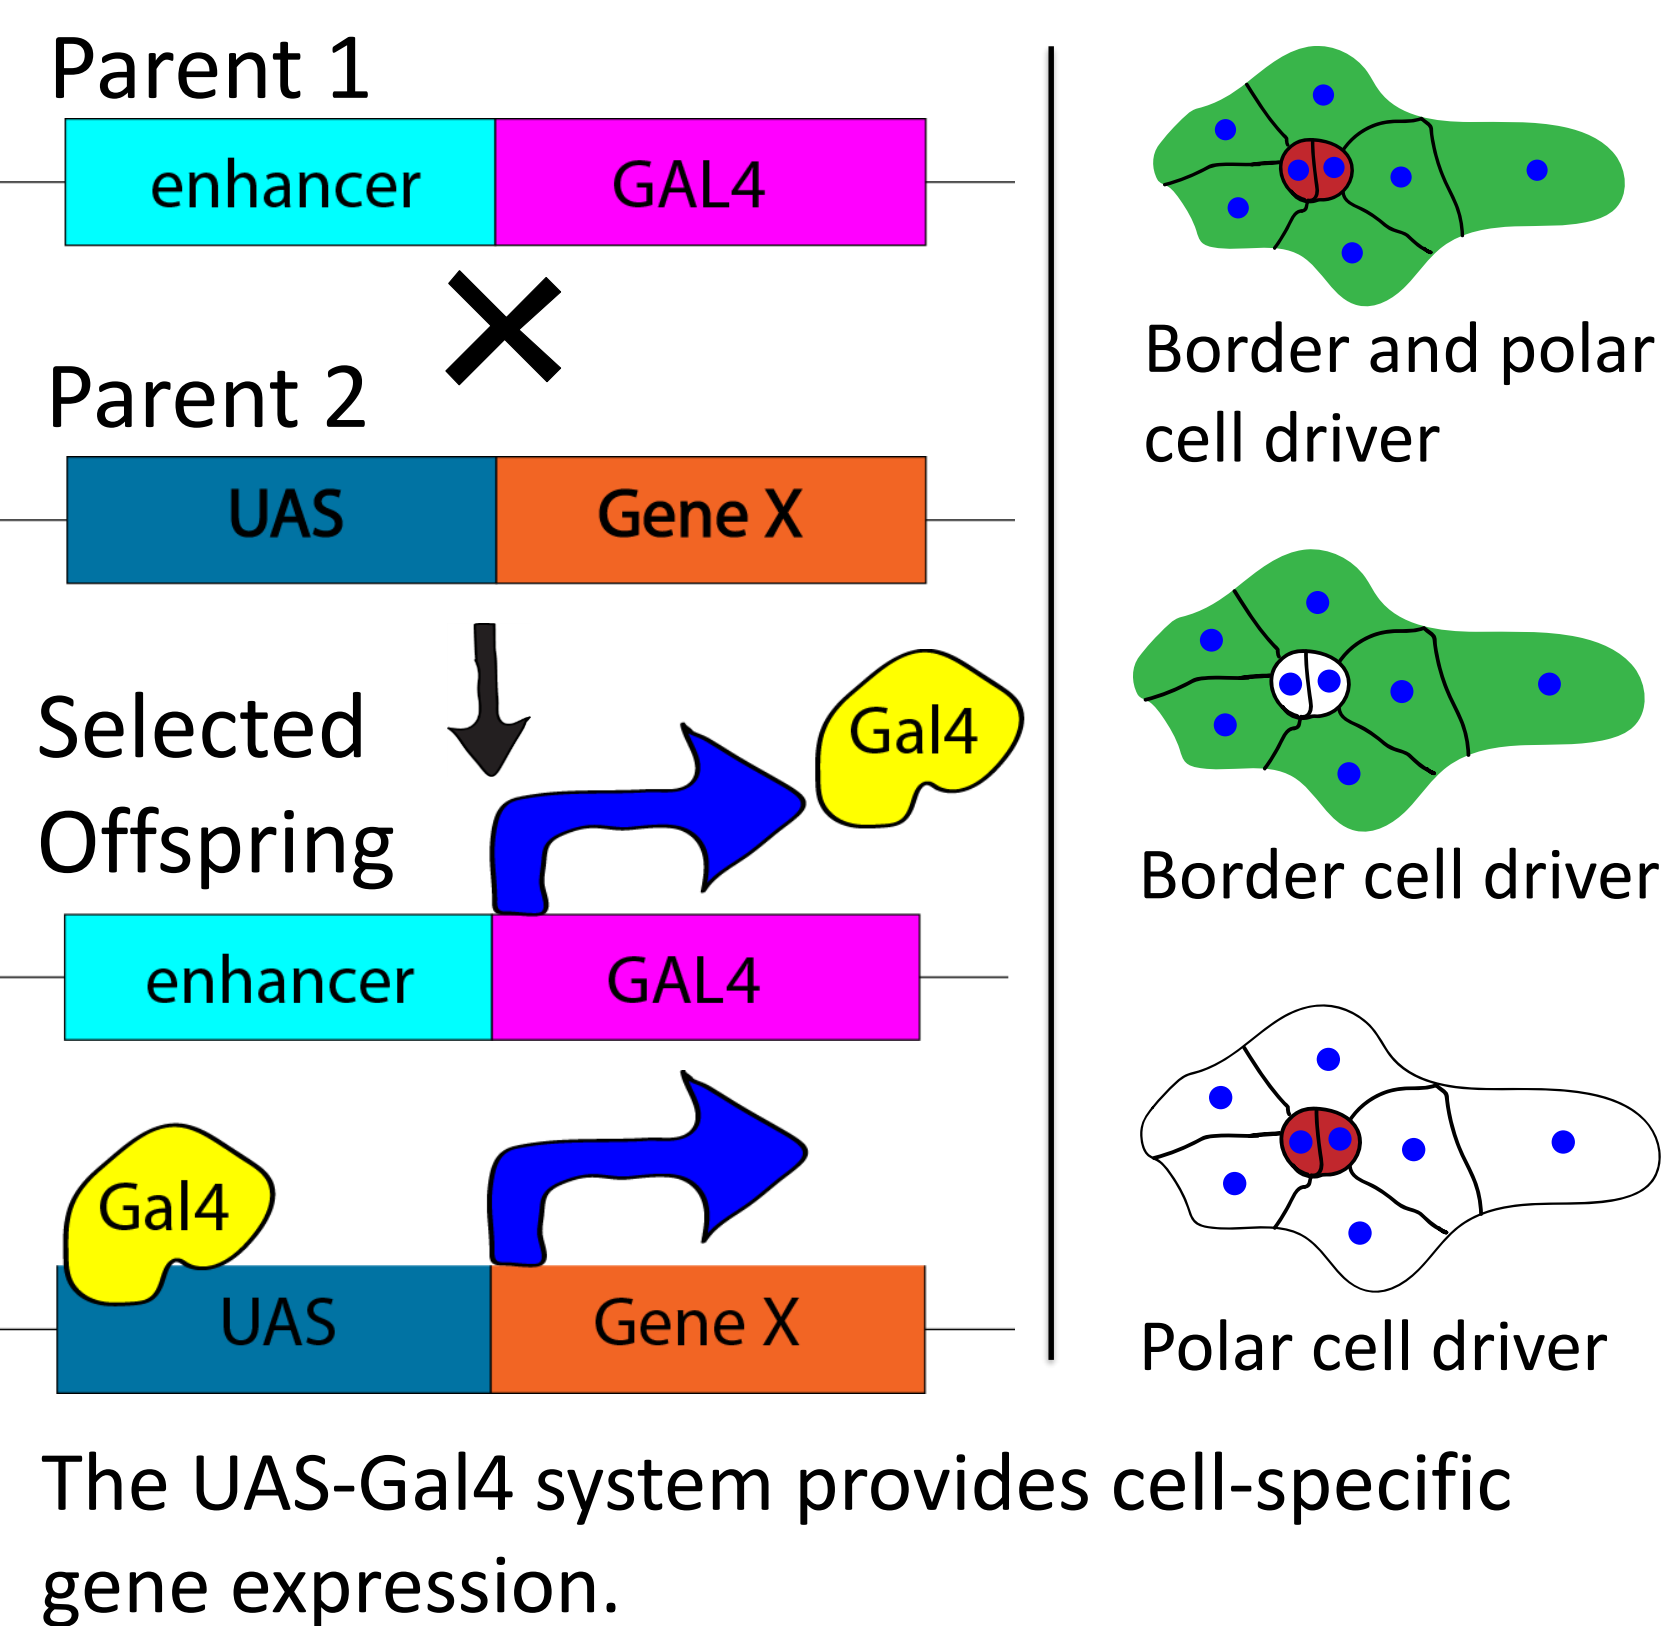 Parent 1
enhancer GAL4
Parent 2
UAS Gene X
Selected
Offspring
Gal4
enhancer GAL4
Gal4
UAS Gene X
Border and polar
cell driver
Border cell driver
Polar cell driver
The UAS-Gal4 system provides cell-specific
gene expression.